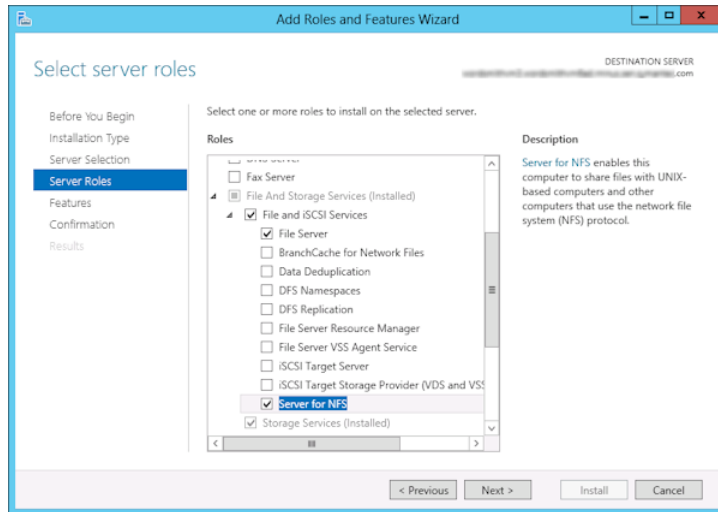 Add Roles and Features Wizard
Select server roles
DESTINATION SERVER
.com
Before You Begin
Installation Type
Server Selection
Server Roles
Features
Confirmation
Results
Select one or more roles to install on the selected server.
Roles
Fax Server
File And Storage Services (Installed)
File and iSCSI Services
File Server
BranchCache for Network Files
Data Deduplication
DFS Namespaces
DFS Replication
File Server Resource Manager
File Server VSS Agent Service
iSCSI Target Server
iSCSI Target Storage Provider (VDS and VSS
Server for NFS
Storage Services (Installed)
Description
Server for NFS enables this
computer to share files with UNIX-
based computers and other
computers that use the network file
system (NFS) protocol.
< Previous
Next >
Install
Cancel